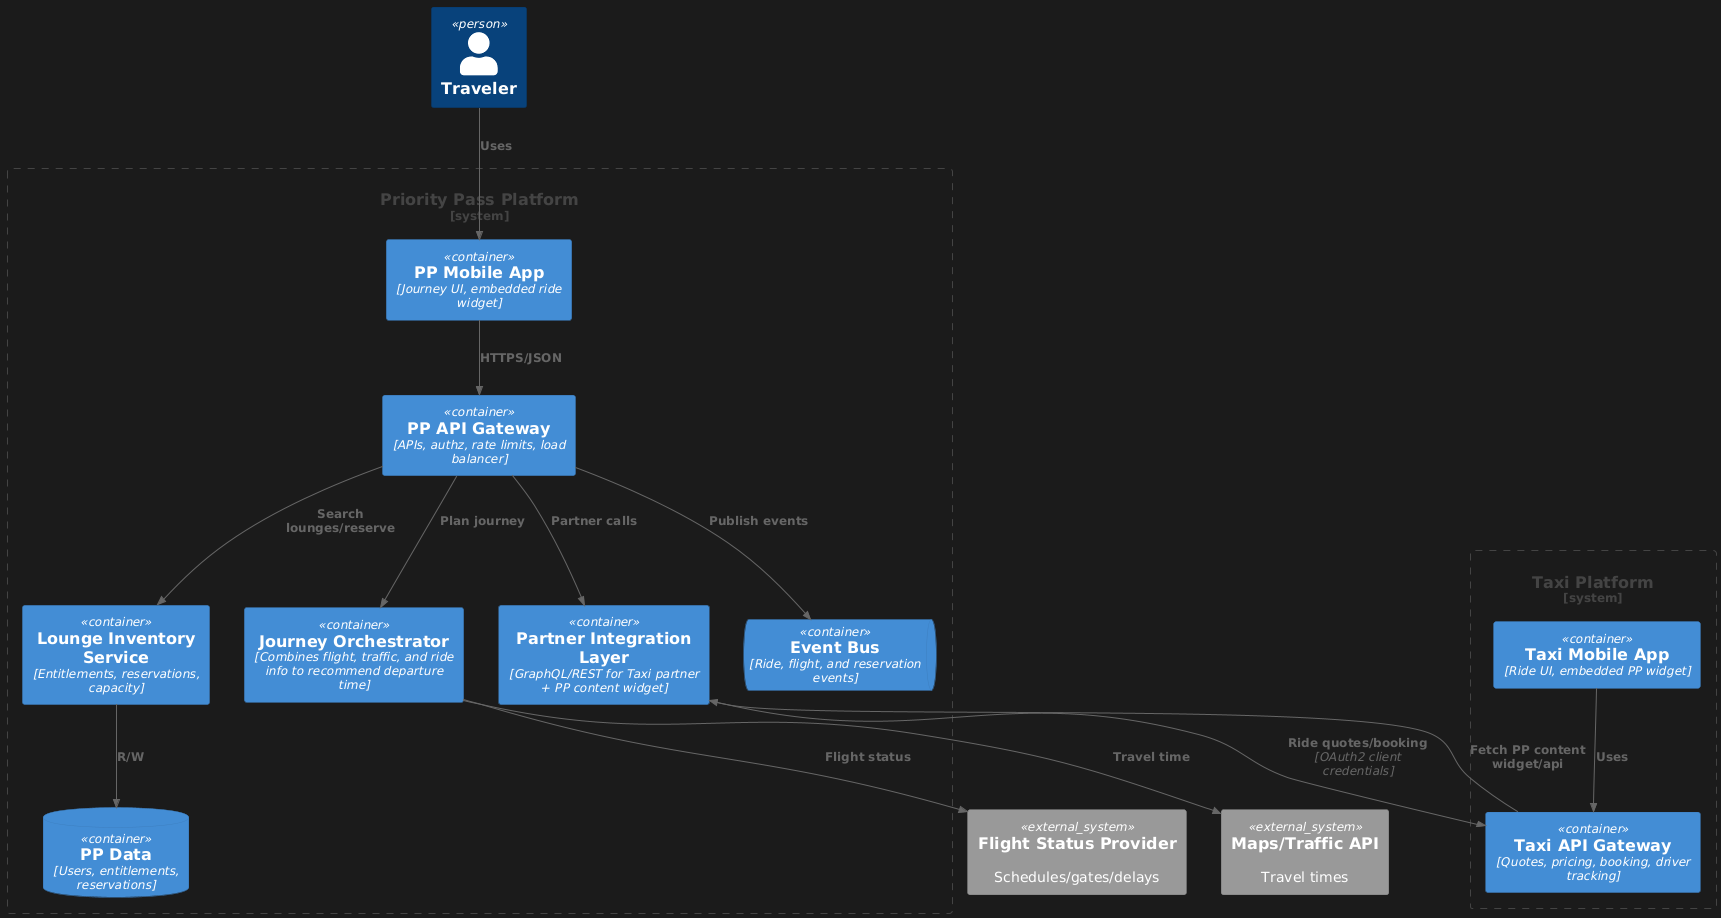 «person»
Traveler
Uses
Priority Pass Platform
[system]
«container»
PP Mobile App
[Journey UI, embedded ride
widget]
HTTPS/JSON
«container»
PP API Gateway
[APIs, authz, rate limits, load
balancer]
Search
lounges/reserve
Plan journey
Partner calls
Publish events
«container»
Lounge Inventory
Service
[Entitlements, reservations,
capacity]
«container»
Journey Orchestrator
[Combines flight, traffic, and ride
info to recommend departure
time]
«container»
Partner Integration
Layer
[GraphQL/REST for Taxi partner
+ PP content widget]
«container»
Event Bus
[Ride, flight, and reservation
events]
Taxi Platform
[system]
«container»
Taxi Mobile App
[Ride UI, embedded PP widget]
R/W
Flight status
Travel time
Ride quotes/booking
[OAuth2 client
credentials]
Fetch PP content
widget/api
Uses
«container»
PP Data
[Users, entitlements,
reservations]
«external_system»
Flight Status Provider
Schedules/gates/delays
«external_system»
Maps/Traffic API
Travel times
«container»
Taxi API Gateway
[Quotes, pricing, booking, driver
tracking]